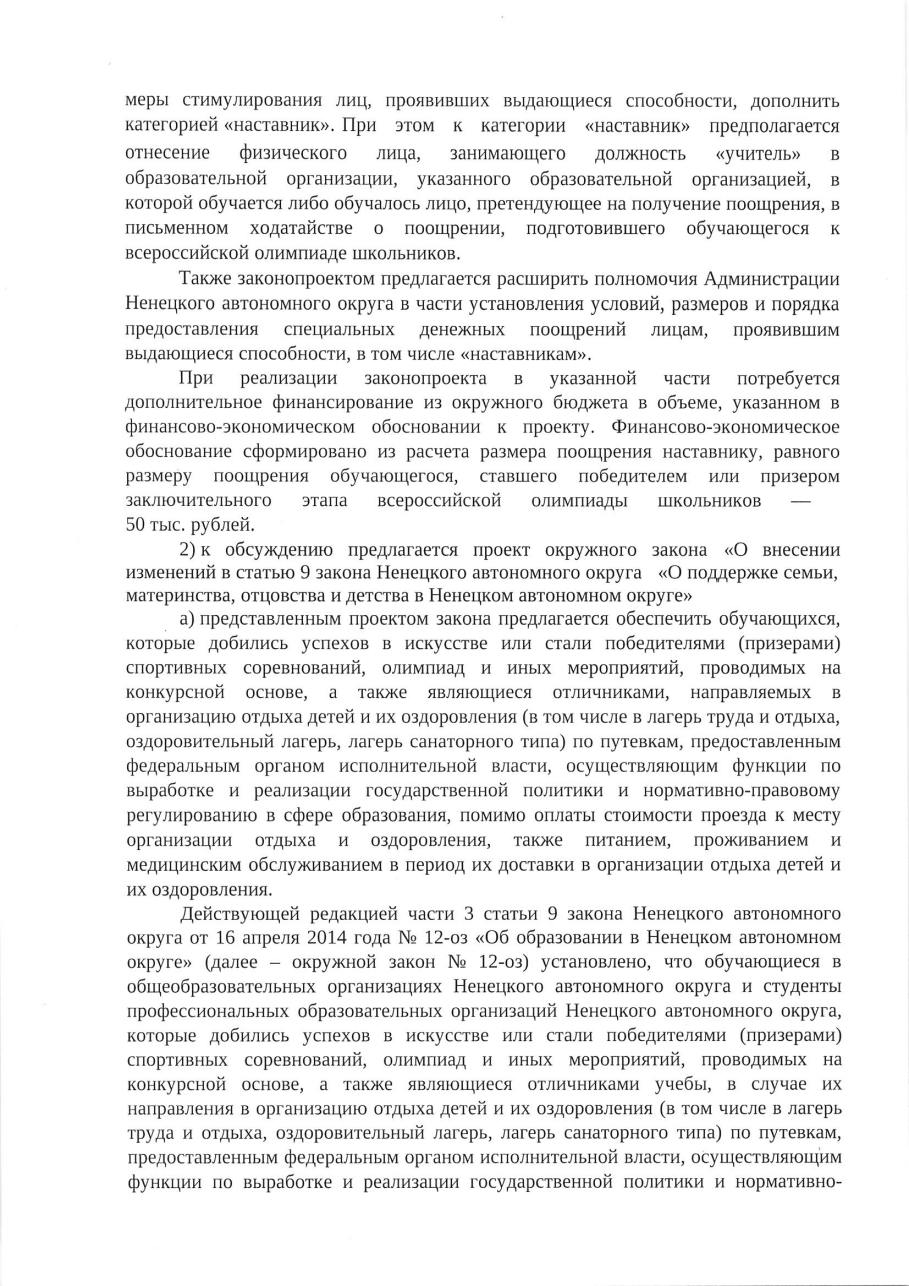 меры стимулирования лиц, проявивших выдающиеся способности, дополнить
категорией «наставник». При этом к категории «наставник» предполагается
отнесение физического лица, занимающего должность «учитель» в
образовательной организации, указанного образовательной организацией, в
которой обучается либо обучалось лицо, претендующее на получение поощрения, в
письменном ходатайстве о поощрении, подготовившего обучающегося к
всероссийской олимпиаде школьников.
Также законопроектом предлагается расширить полномочия Администрации
Ненецкого автономного округа в части установления условий, размеров и порядка
предоставления специальных денежных поощрений лицам, проявившим
выдающиеся способности, в том числе «наставникам».
При реализации законопроекта в указанной части потребуется
дополнительное финансирование из окружного бюджета в объеме, указанном в
финансово-экономическом обосновании к проекту. Финансово-экономическое
обоснование сформировано из расчета размера поощрения наставнику, равного
размеру поощрения обучающегося, ставшего победителем или призером
заключительного этапа всероссийской олимпиады школьников —
50 тыс. рублей.
2) к обсуждению предлагается проект окружного закона «О внесении
изменений в статью 9 закона Ненецкого автономного округа «О поддержке семьи,
материнства, отцовства и детства в Ненецком автономном округе»
а) представленным проектом закона предлагается обеспечить обучающихся,
которые добились успехов в искусстве или стали победителями (призерами)
спортивных соревнований, олимпиад и иных мероприятий, проводимых на
конкурсной основе, а также являющиеся отличниками, направляемых в
организацию отдыха детей и их оздоровления (в том числе в лагерь труда и отдыха,
оздоровительный лагерь, лагерь санаторного типа) по путевкам, предоставленным
федеральным органом исполнительной власти, осуществляющим функции по
выработке и реализации государственной политики и нормативно-правовому
регулированию в сфере образования, помимо оплаты стоимости проезда к месту
организации отдыха и оздоровления, также питанием, проживанием и
медицинским обслуживанием в период их доставки в организации отдыха детей и
их оздоровления.
Действующей редакцией части 3 статьи 9 закона Ненецкого автономного
округа от 16 апреля 2014 года № 12-оз «Об образовании в Ненецком автономном
округе» (далее – окружной закон № 12-оз) установлено, что обучающиеся в
общеобразовательных организациях Ненецкого автономного округа и студенты
профессиональных образовательных организаций Ненецкого автономного округа,
которые добились успехов в искусстве или стали победителями (призерами)
спортивных соревнований, олимпиад и иных мероприятий, проводимых на
конкурсной основе, а также являющиеся отличниками учебы, в случае их
направления в организацию отдыха детей и их оздоровления (в том числе в лагерь
труда и отдыха, оздоровительный лагерь, лагерь санаторного типа) по путевкам,
предоставленным федеральным органом исполнительной власти, осуществляющим
функции по выработке и реализации государственной политики и нормативно-